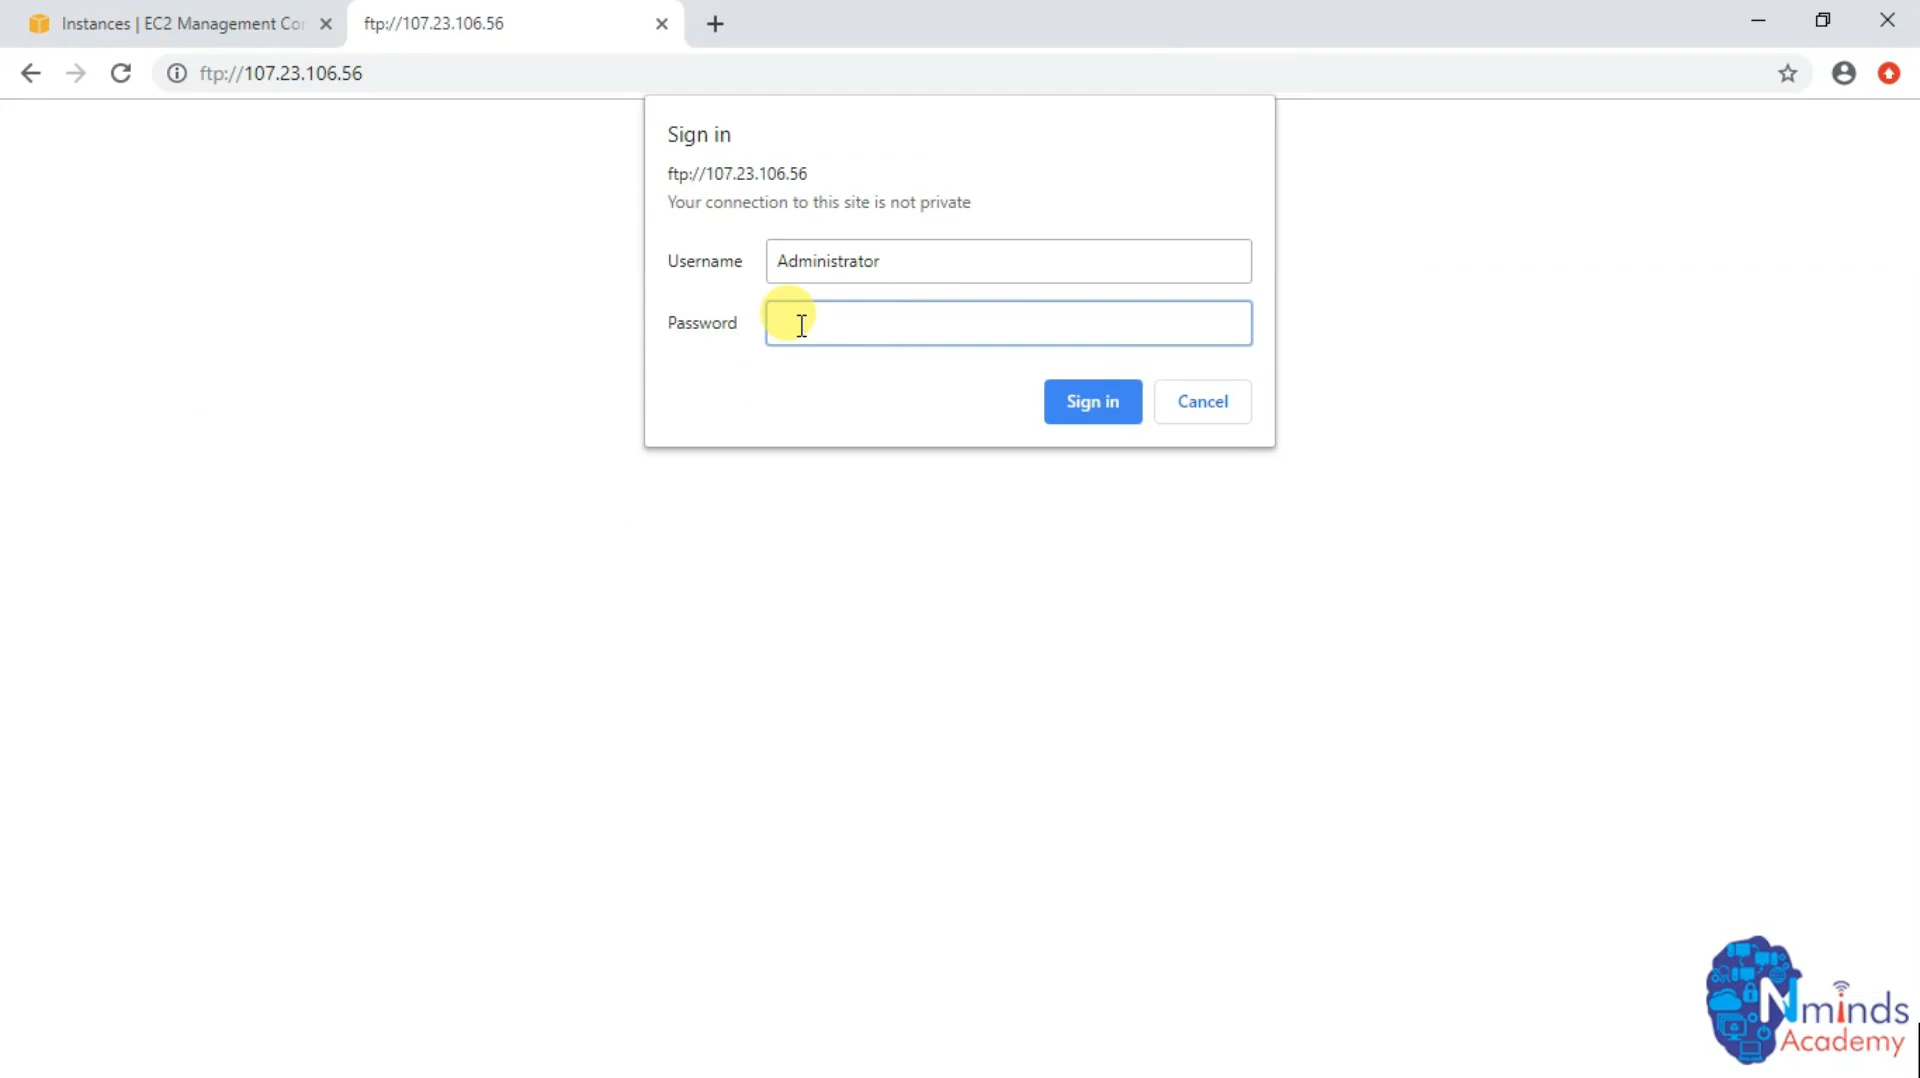 Instances | EC2 Management Co
ftp://107.23.106.56
ftp://107.23.106.56
Sign in
ftp://107.23.106.56
Your connection to this site is not private
Username
Administrator
Password
Sign in
Cancel
Nminds
Academy